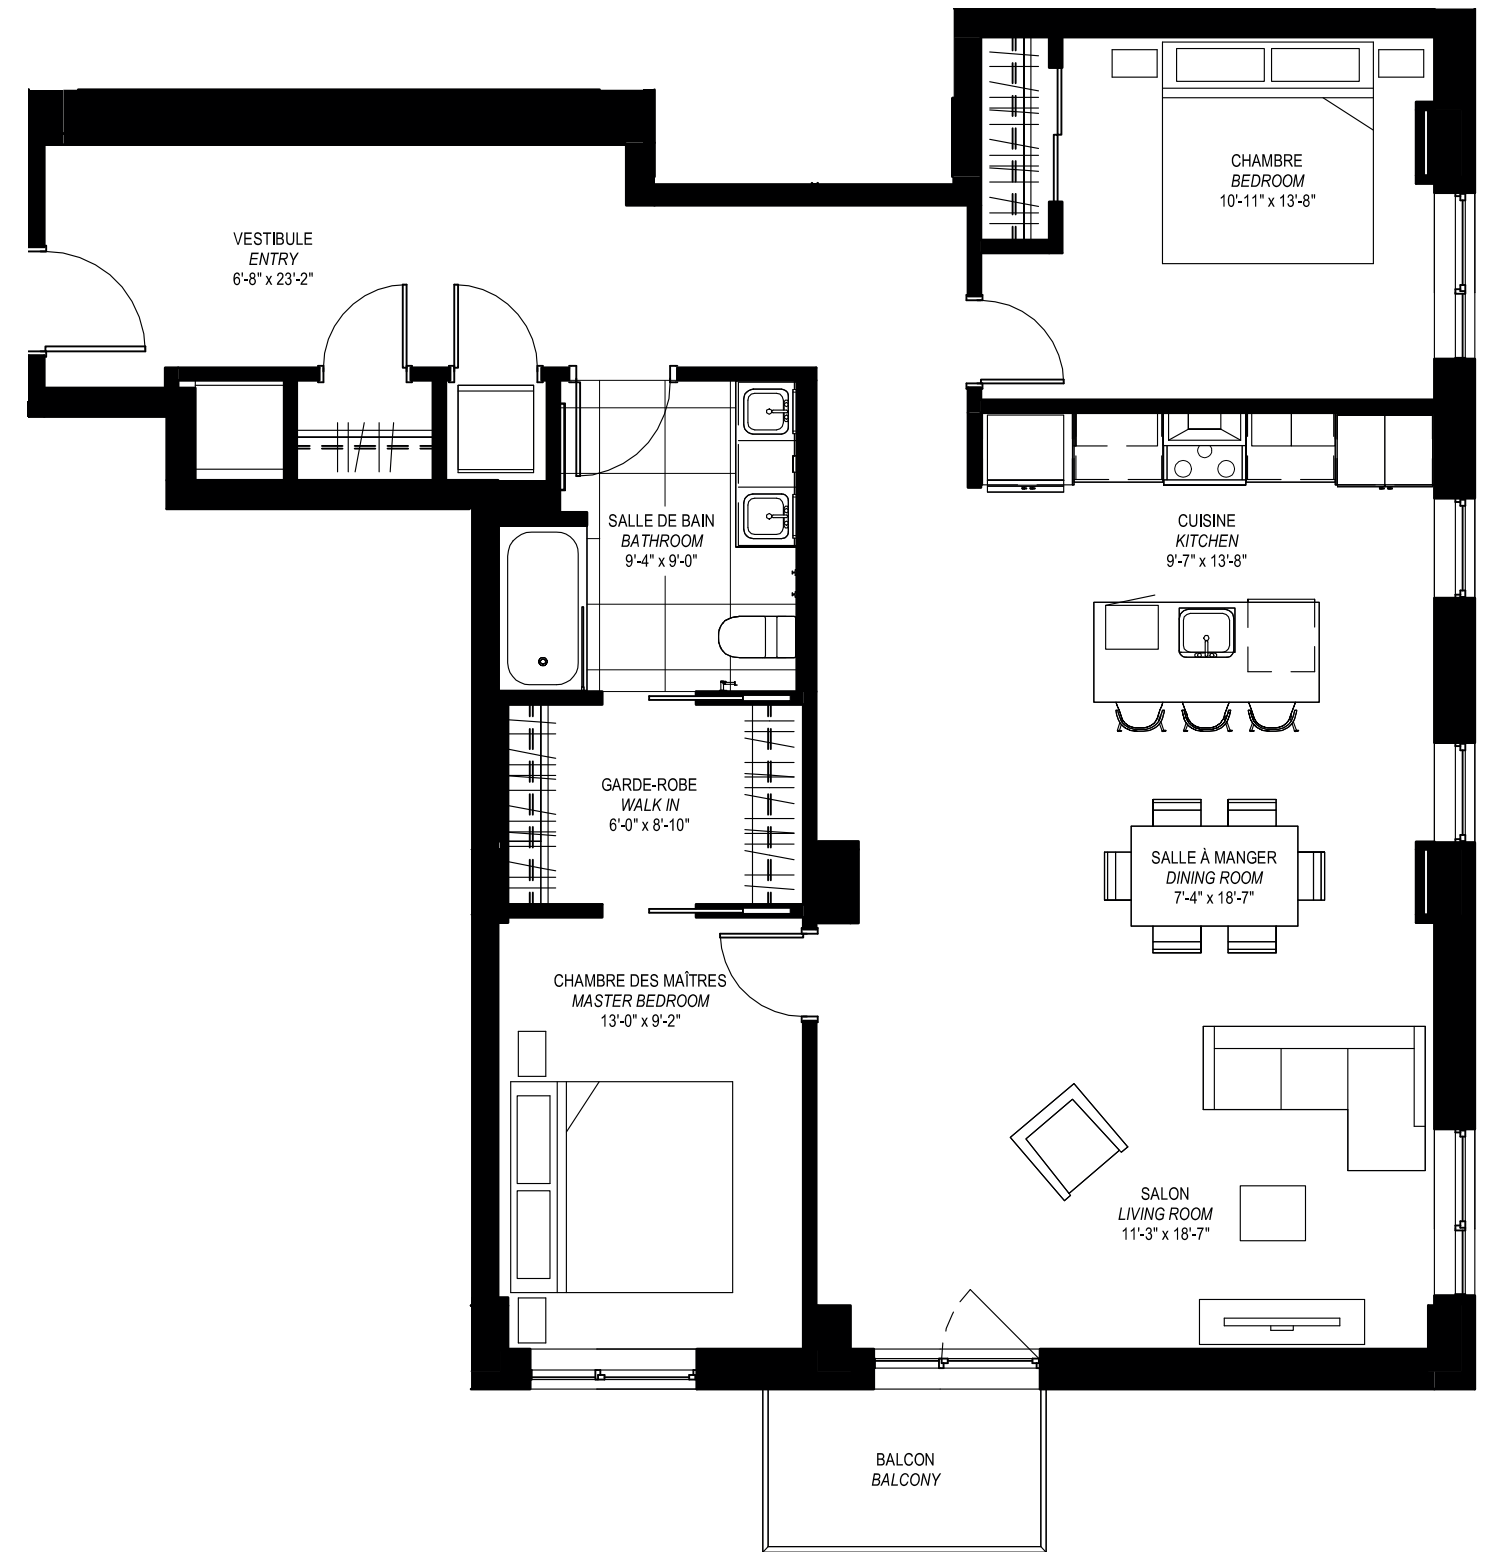 CHAMBRE
BEDROOM
10'-11" x 13'-8"
VESTIBULE
ENTRY
6'-8" x 23'-2"
SALLE DE BAIN
BATHROOM
9'-4" x 9'-0"
CUISINE
KITCHEN
9'-7" x 13'-8"
GARDE-ROBE
WALK IN
6'-0" x 8'-10"
SALLE À MANGER
DINING ROOM
7'-4" x 18'-7"
CHAMBRE DES MAÎTRES
MASTER BEDROOM
13'-0" x 9'-2"
SALON
LIVING ROOM
11'-3" x 18'-7"
BALCON
BALCONY